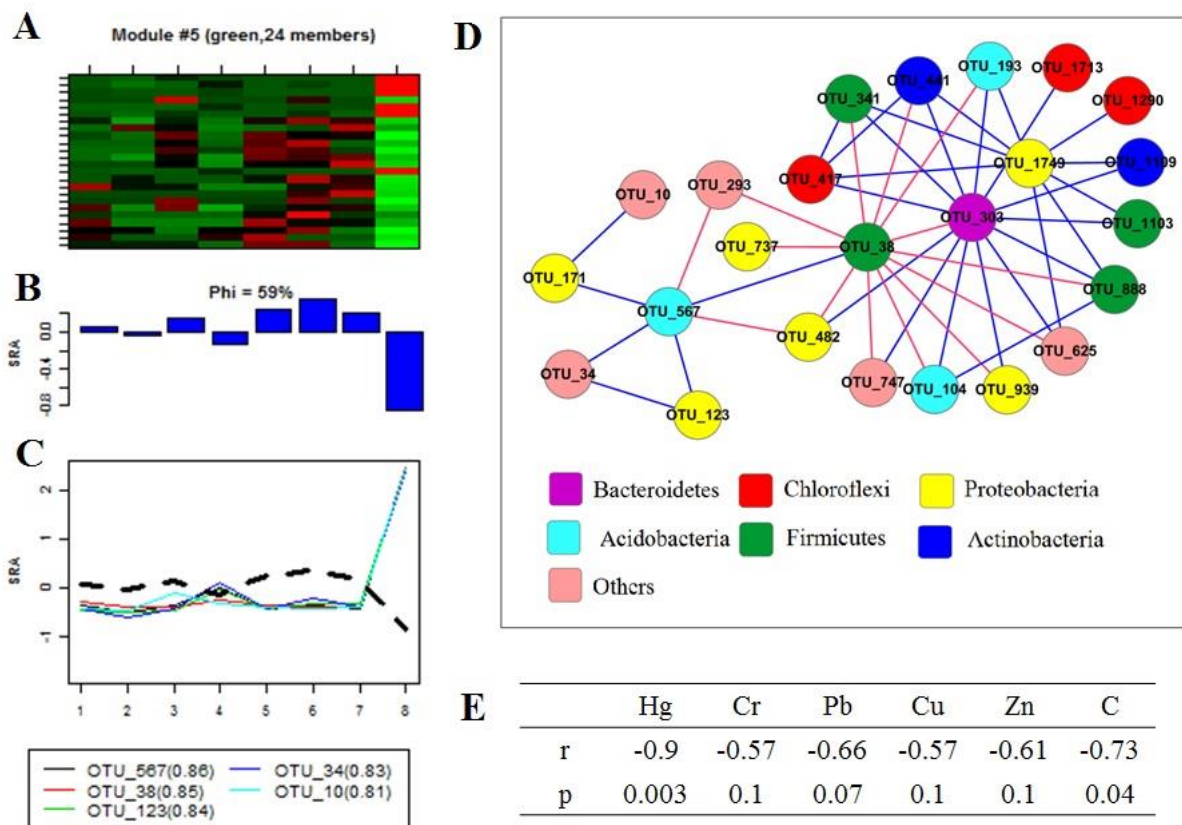 A
Module #5 (green,24 members)
B
Phi = 59%
SRA
0.0
-0.4
-0.8
C
SRA
2
1
0
-1
1 2 3 4 5 6 7 8
OTU_567(0.86) OTU_34(0.83)
OTU_38(0.85) OTU_10(0.81)
OTU_123(0.84)
D
OTU_193
OTU_1713
OTU_441
OTU_341
OTU_1290
OTU_1749
OTU_1109
OTU_417
OTU_293
OTU_10
OTU_303
OTU_1103
OTU_737
OTU_38
OTU_171
OTU_888
OTU_567
OTU_482
OTU_625
OTU_34
OTU_747
OTU_104
OTU_939
OTU_123
Bacteroidetes Chloroflexi Proteobacteria
Acidobacteria Firmicutes Actinobacteria
Others
E
Hg Cr Pb Cu Zn C
r -0.9 -0.57 -0.66 -0.57 -0.61 -0.73
p 0.003 0.1 0.07 0.1 0.1 0.04